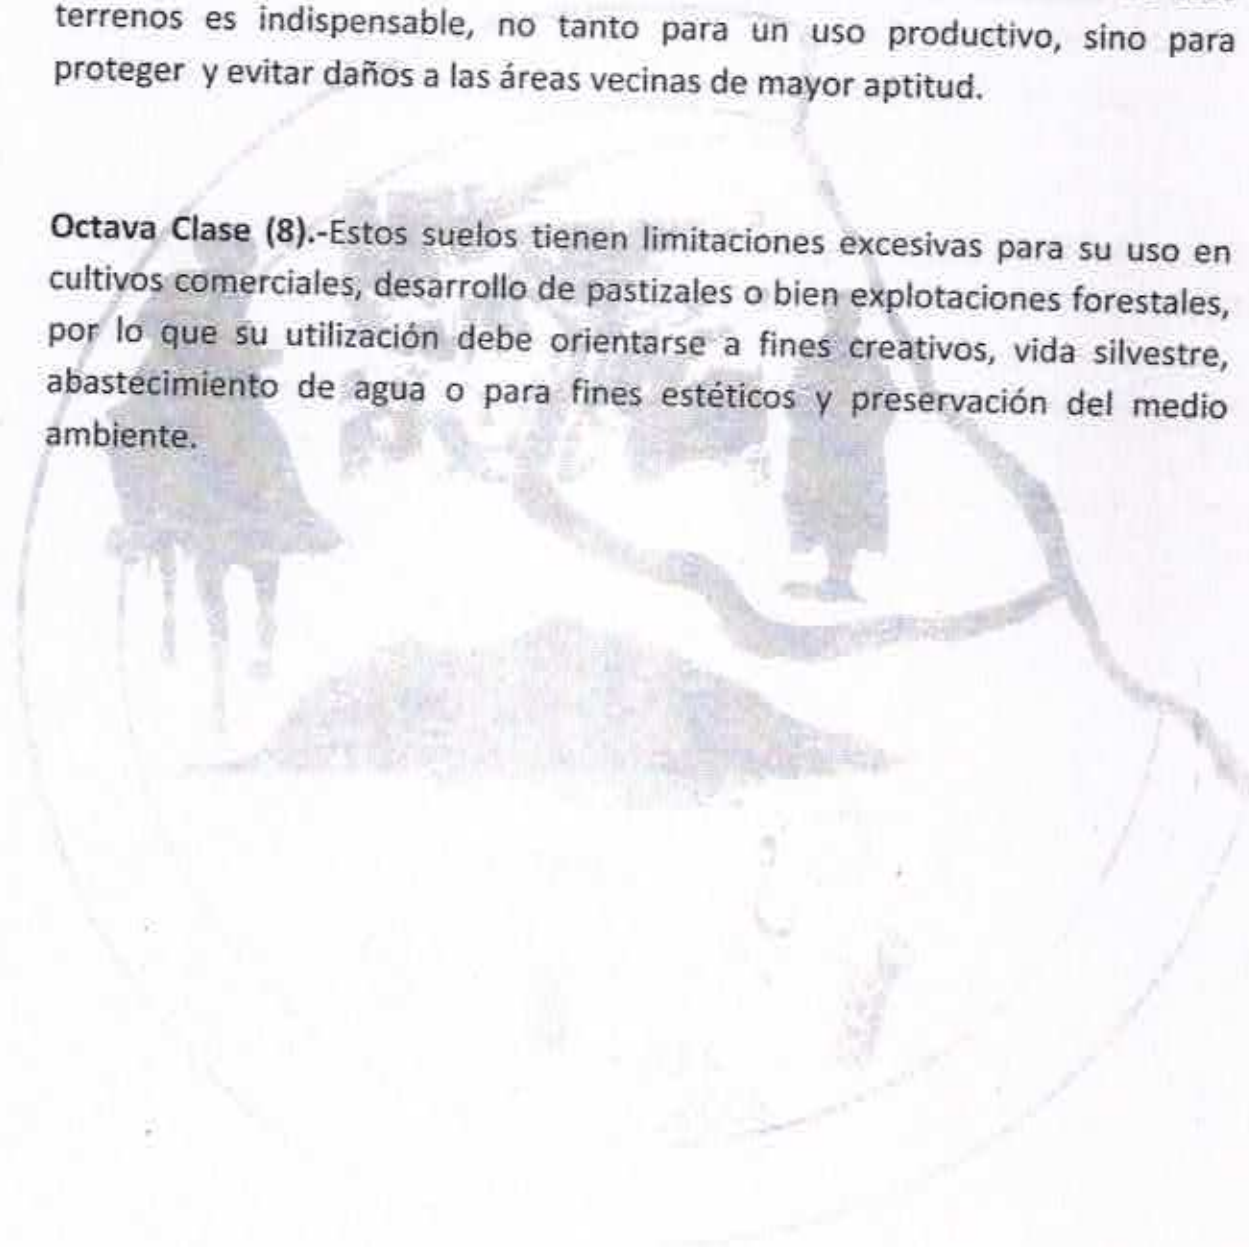 terrenos es indispensable, no tanto para un uso productivo, sino para
proteger y evitar daños a las áreas vecinas de mayor aptitud.
Octava Clase (8).-Estos suelos tienen limitaciones excesivas para su uso en
cultivos comerciales, desarrollo de pastizales o bien explotaciones forestales,
por lo que su utilización debe orientarse a fines creativos, vida silvestre,
abastecimiento de agua o para fines estéticos y preservación del medio
ambiente.